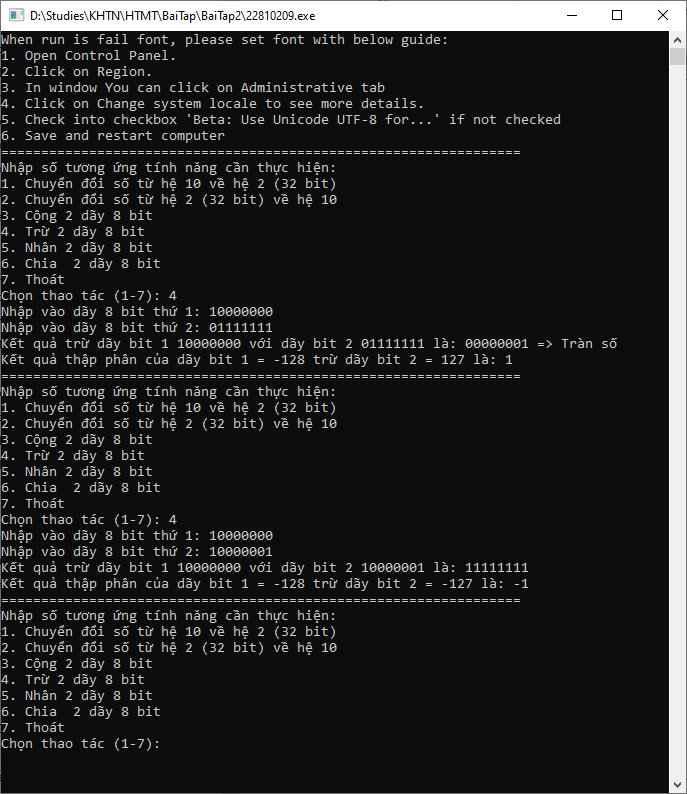 D:\Studies\KHTN\HTMT\BaiTap\BaiTap2\22810209.exe
When run is fail font, please set font with below guide:
1. Open Control Panel.
2. Click on Region.
3. In window You can click on Administrative tab
4. Click on Change system locale to see more details.
5. Check into checkbox 'Beta: Use Unicode UTF-8 for...' if not checked
6. Save and restart computer
=================================================================
Nhập số tương ứng tính năng cần thực hiện:
1. Chuyển đổi số từ hệ 10 về hệ 2 (32 bit)
2. Chuyển đổi số từ hệ 2 (32 bit) về hệ 10
3. Cộng 2 dãy 8 bit
4. Trừ 2 dãy 8 bit
5. Nhân 2 dãy 8 bit
6. Chia  2 dãy 8 bit
7. Thoát
Chọn thao tác (1-7): 4
Nhập vào dãy 8 bit thứ 1: 10000000
Nhập vào dãy 8 bit thứ 2: 01111111
Kết quả trừ dãy bit 1 10000000 với dãy bit 2 01111111 là: 00000001 => Tràn số
Kết quả thập phân của dãy bit 1 = -128 trừ dãy bit 2 = 127 là: 1
=================================================================
Nhập số tương ứng tính năng cần thực hiện:
1. Chuyển đổi số từ hệ 10 về hệ 2 (32 bit)
2. Chuyển đổi số từ hệ 2 (32 bit) về hệ 10
3. Cộng 2 dãy 8 bit
4. Trừ 2 dãy 8 bit
5. Nhân 2 dãy 8 bit
6. Chia  2 dãy 8 bit
7. Thoát
Chọn thao tác (1-7): 4
Nhập vào dãy 8 bit thứ 1: 10000000
Nhập vào dãy 8 bit thứ 2: 10000001
Kết quả trừ dãy bit 1 10000000 với dãy bit 2 10000001 là: 11111111
Kết quả thập phân của dãy bit 1 = -128 trừ dãy bit 2 = -127 là: -1
=================================================================
Nhập số tương ứng tính năng cần thực hiện:
1. Chuyển đổi số từ hệ 10 về hệ 2 (32 bit)
2. Chuyển đổi số từ hệ 2 (32 bit) về hệ 10
3. Cộng 2 dãy 8 bit
4. Trừ 2 dãy 8 bit
5. Nhân 2 dãy 8 bit
6. Chia  2 dãy 8 bit
7. Thoát
Chọn thao tác (1-7):